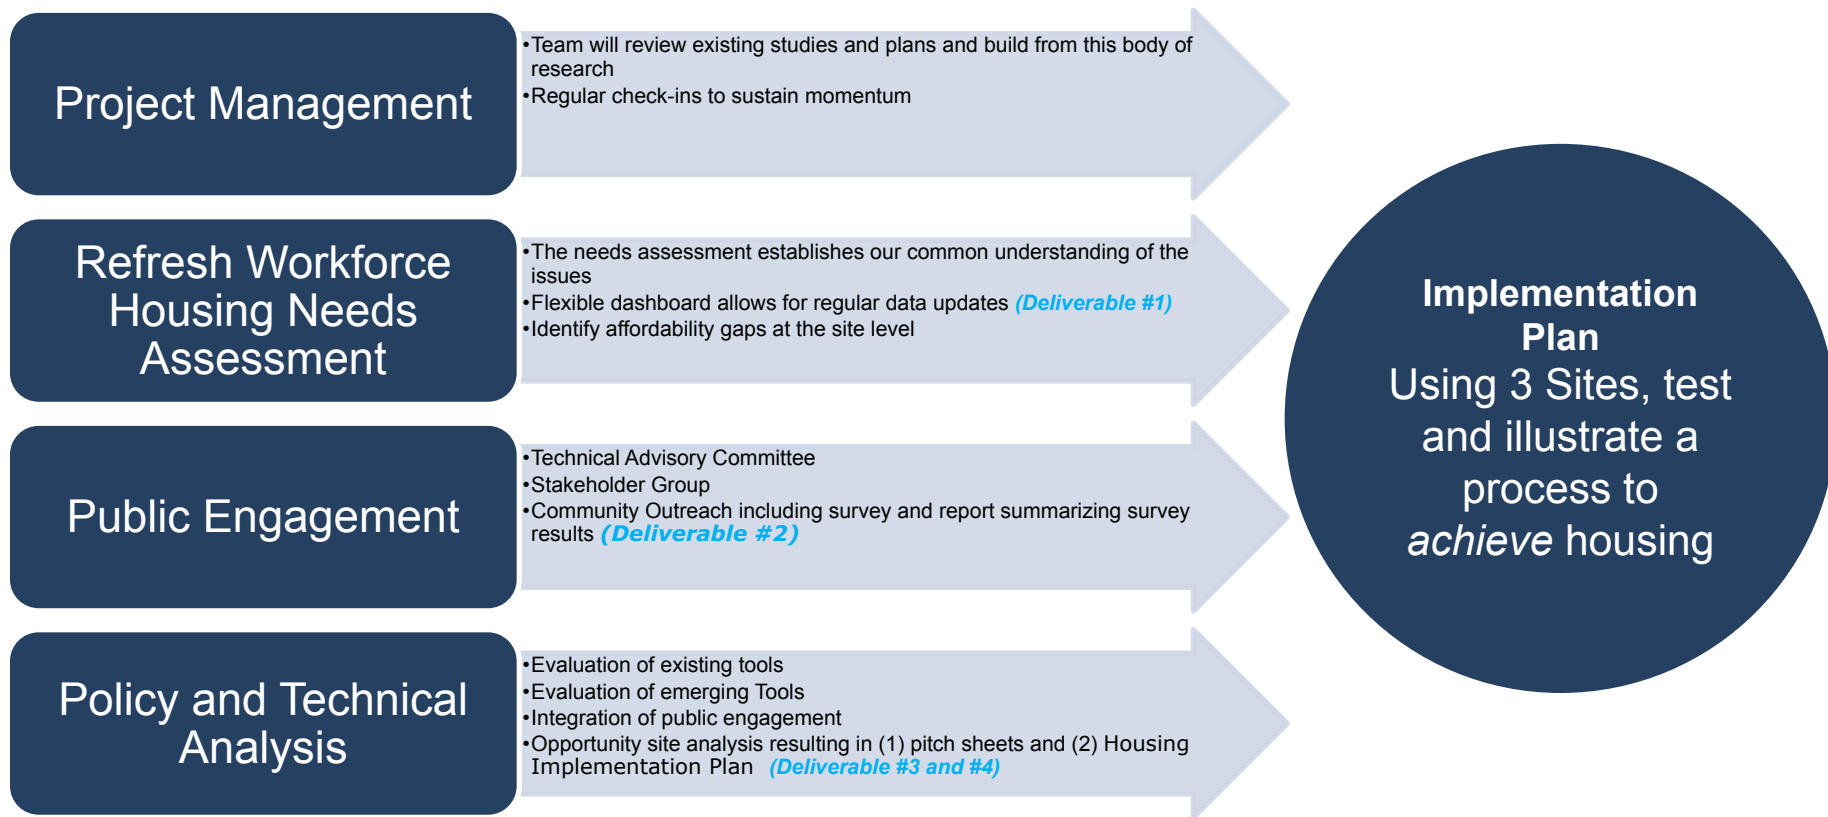 Project Management
•Team will review existing studies and plans and build from this body of
research
•Regular check-ins to sustain momentum
Refresh Workforce
Housing Needs
Assessment
•The needs assessment establishes our common understanding of the
issues
•Flexible dashboard allows for regular data updates (Deliverable #1)
•Identify affordability gaps at the site level
Public Engagement
•Technical Advisory Committee
•Stakeholder Group
•Community Outreach including survey and report summarizing survey
results (Deliverable #2)
Policy and Technical
Analysis
•Evaluation of existing tools
•Evaluation of emerging Tools
•Integration of public engagement
•Opportunity site analysis resulting in (1) pitch sheets and (2) Housing
Implementation Plan (Deliverable #3 and #4)
Implementation
Plan
Using 3 Sites, test
and illustrate a
process to
achieve housing